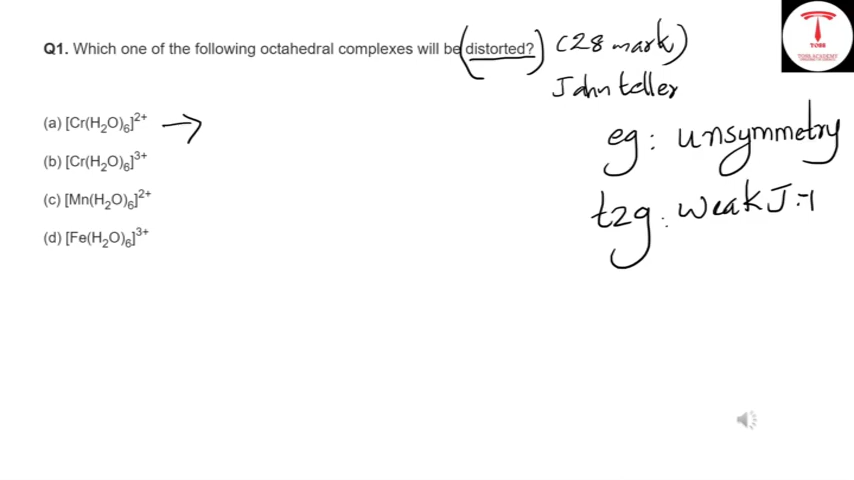 Q1. Which one of the following octahedral complexes will be (distorted?) (28 mark)
John teller
(a) [Cr(H₂O)₆]²⁺ →
eg : unsymmetry
(b) [Cr(H₂O)₆]³⁺
(c) [Mn(H₂O)₆]²⁺
t2g : weak J-T
(d) [Fe(H₂O)₆]³⁺
TOBB